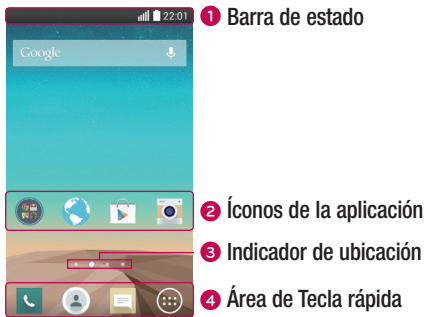 22:01
1 Barra de estado
Google
2 Íconos de la aplicación
3 Indicador de ubicación
4 Área de Tecla rápida